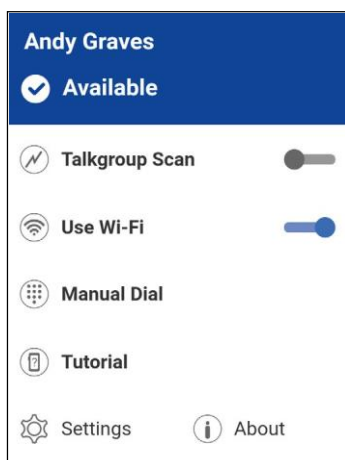 Andy Graves
Available
Talkgroup Scan
Use Wi-Fi
Manual Dial
Tutorial
Settings About